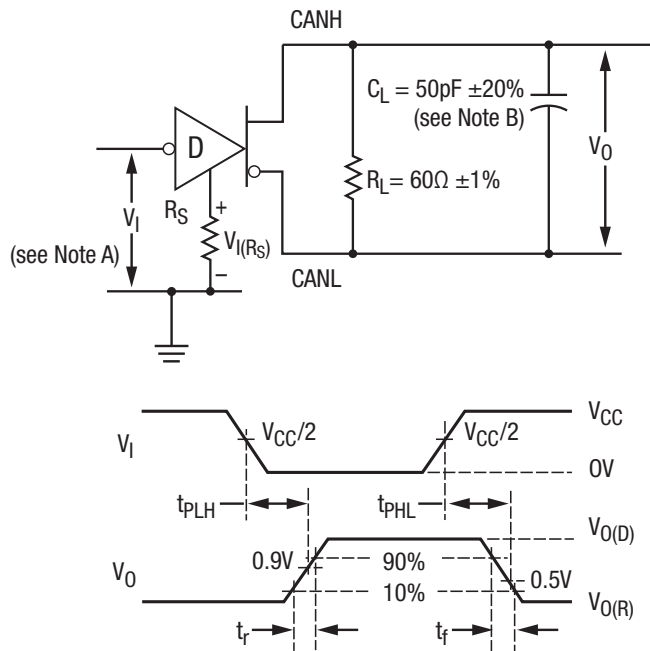 CANH
C_L = 50pF ±20%
(see Note B)
V_O
D
R_L = 60Ω ±1%
R_S
+
V_I
V_I(R_S)
(see Note A)
–
CANL
V_CC
V_I
V_CC/2
V_CC/2
0V
t_PLH
t_PHL
V_O(D)
0.9V
90%
V_O
0.5V
10%
V_O(R)
t_r
t_f